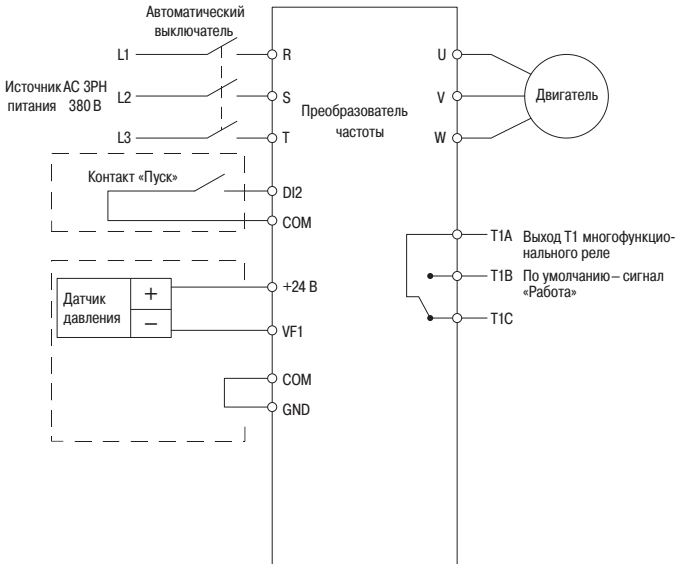 Автоматический
выключатель
L1
R
U
Источник AC 3PH
питания 380 В
L2
S
V
Двигатель
Преобразователь
частоты
L3
T
W
Контакт «Пуск»
DI2
COM
T1A
Выход T1 многофункцио-
нального реле
T1B
По умолчанию – сигнал
«Работа»
T1C
Датчик
давления
+
–
+24 В
VF1
COM
GND